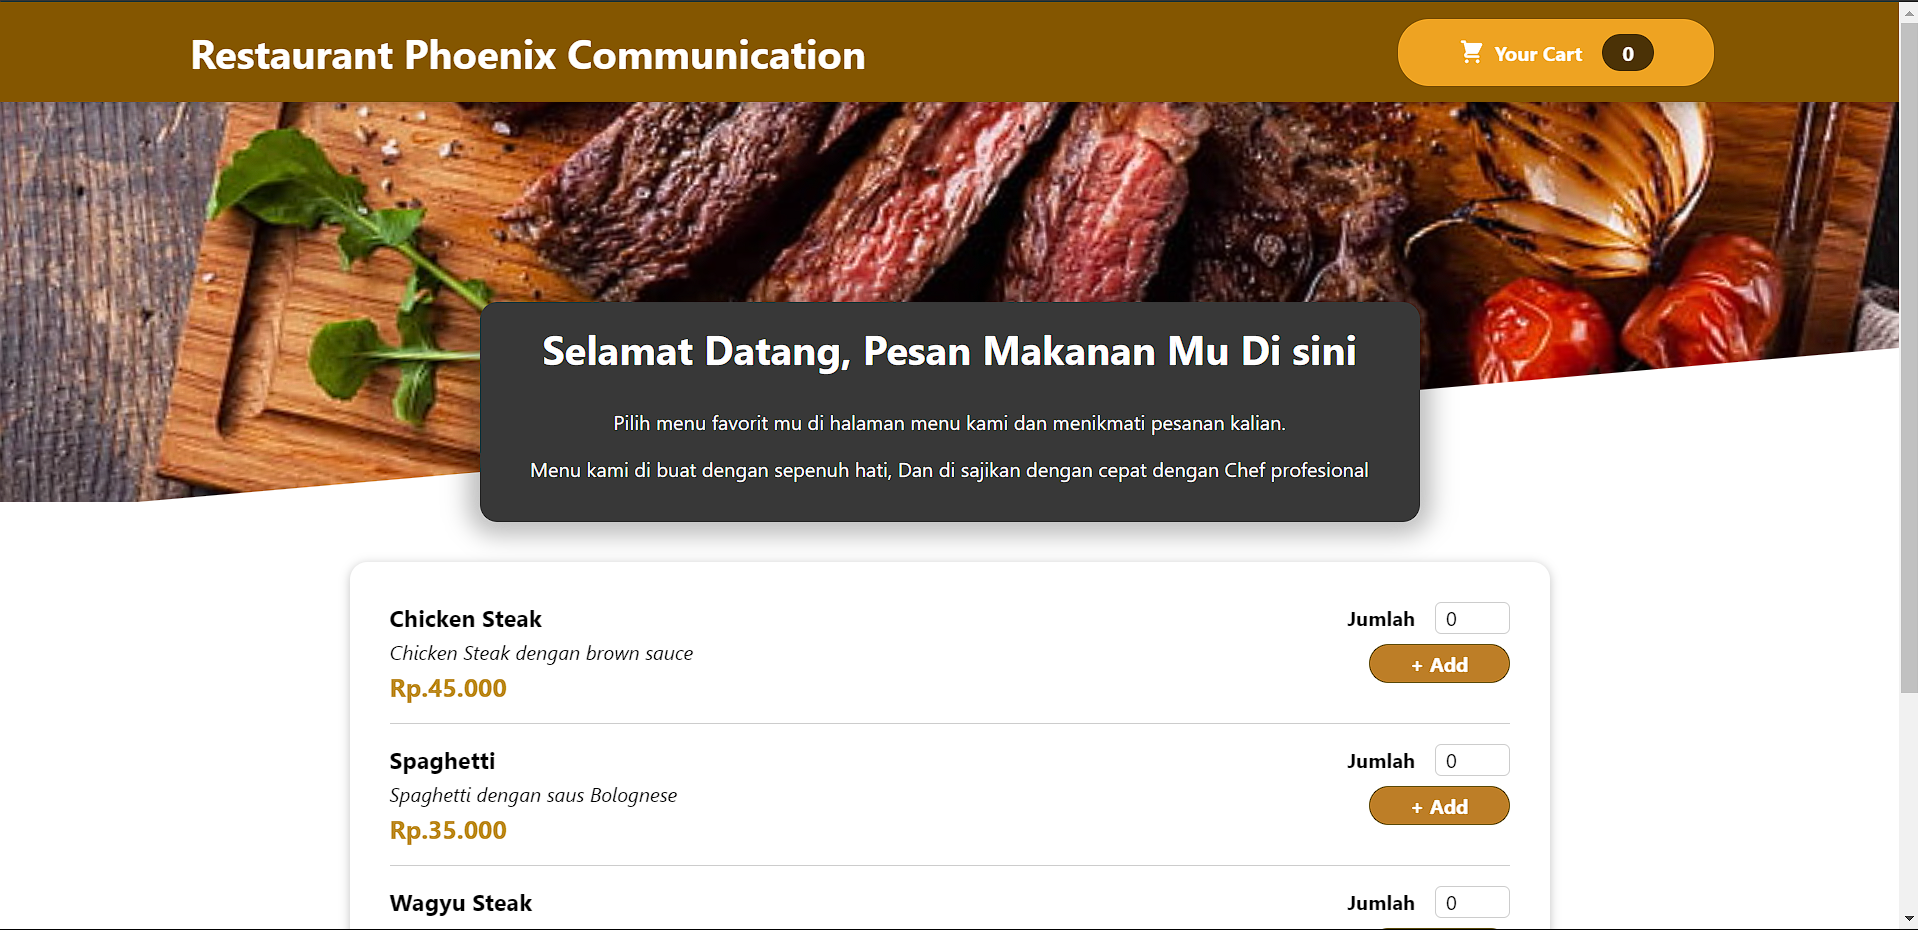 Restaurant Phoenix Communication
Your Cart 0
Selamat Datang, Pesan Makanan Mu Di sini
Pilih menu favorit mu di halaman menu kami dan menikmati pesanan kalian.
Menu kami di buat dengan sepenuh hati, Dan di sajikan dengan cepat dengan Chef profesional
Chicken Steak
Jumlah 0
Chicken Steak dengan brown sauce
+ Add
Rp.45.000
Spaghetti
Jumlah 0
Spaghetti dengan saus Bolognese
+ Add
Rp.35.000
Wagyu Steak
Jumlah 0